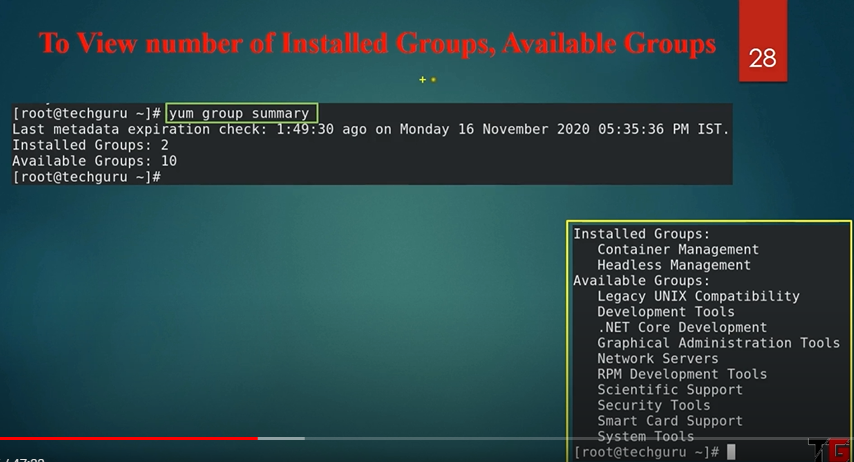 To View number of Installed Groups, Available Groups
28
[root@techguru ~]# yum group summary
Last metadata expiration check: 1:49:30 ago on Monday 16 November 2020 05:35:36 PM IST.
Installed Groups: 2
Available Groups: 10
[root@techguru ~]#
Installed Groups:
Container Management
Headless Management
Available Groups:
Legacy UNIX Compatibility
Development Tools
.NET Core Development
Graphical Administration Tools
Network Servers
RPM Development Tools
Scientific Support
Security Tools
Smart Card Support
System Tools
[root@techguru ~]#
TG